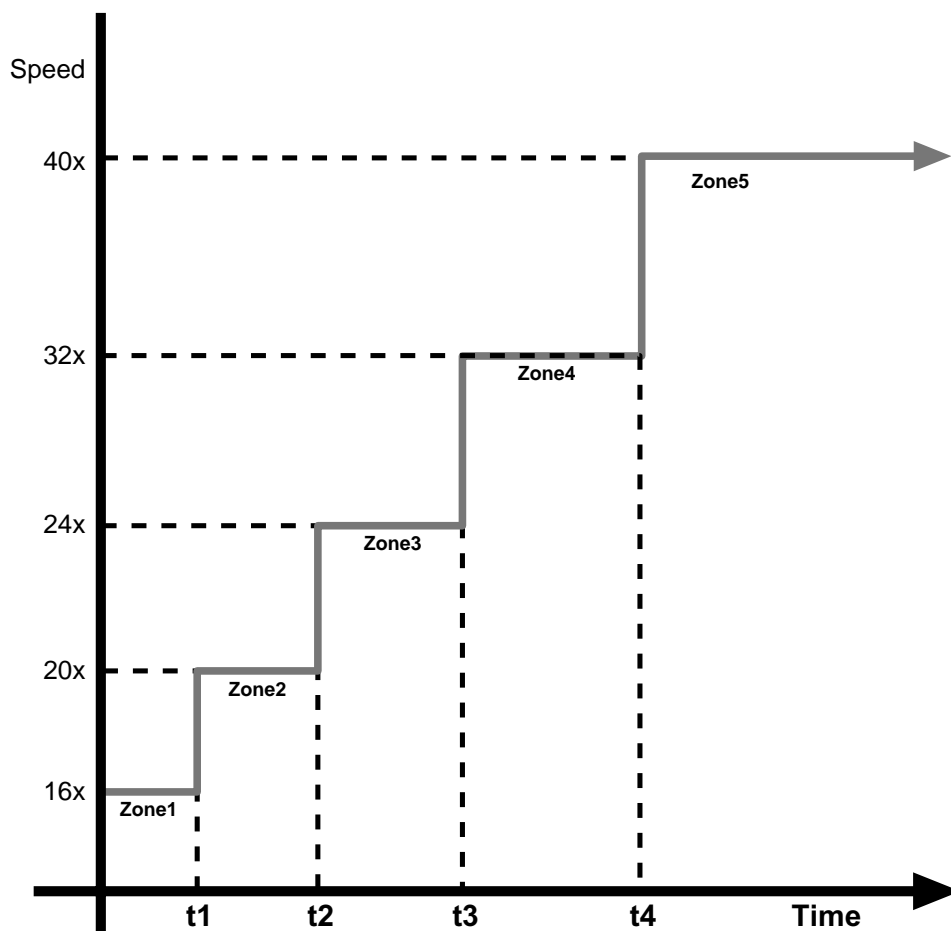 Speed
40x
Zone5
32x
Zone4
24x
Zone3
20x
Zone2
16x
Zone1
t1 t2 t3 t4 Time